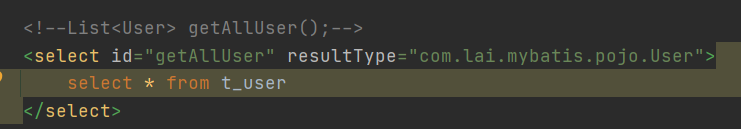 <!--List<User> getAllUser();-->
<select id="getAllUser" resultType="com.lai.mybatis.pojo.User">
select * from t_user
</select>